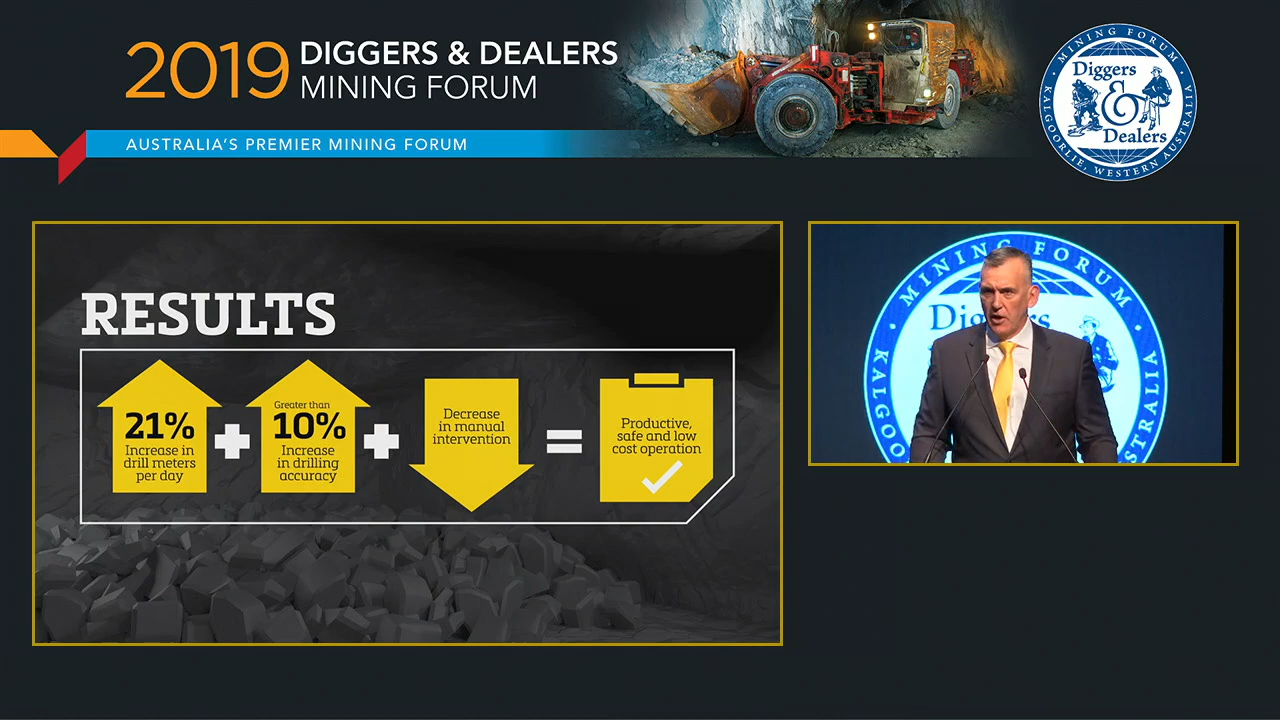 2019 DIGGERS & DEALERS
MINING FORUM
AUSTRALIA'S PREMIER MINING FORUM
MINING FORUM
Diggers
&
Dealers
KALGOORLIE, WESTERN AUSTRALIA
RESULTS
21%
Increase in
drill meters
per day
+
Greater than
10%
Increase
in drilling
accuracy
+
Decrease
in manual
intervention
=
Productive,
safe and low
cost operation
MINING FORUM